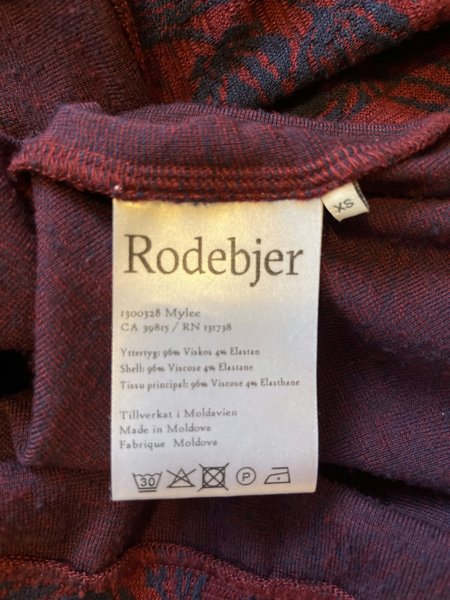 XS
Rodebjer
1300328 Mylee
CA 39815 / RN 131738
Yttertyg: 96% Viskos 4% Elastan
Shell: 96% Viscose 4% Elastane
Tissu principal: 96% Viscose 4% Elasthane
Tillverkat i Moldavien
Made in Moldova
Fabrique Moldova
30 P